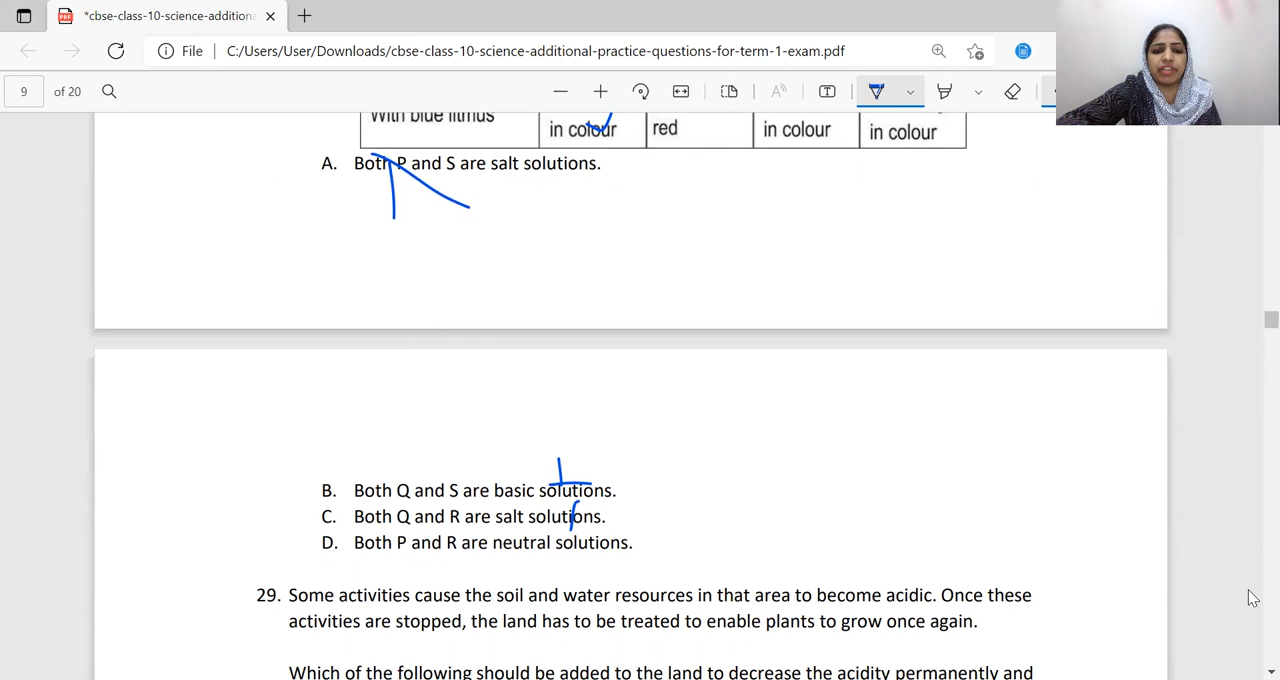 *cbse-class-10-science-additiona
File
C:/Users/User/Downloads/cbse-class-10-science-additional-practice-questions-for-term-1-exam.pdf
9 of 20
With blue litmus
in colour
red
in colour
in colour
A. Both P and S are salt solutions.
B. Both Q and S are basic solutions.
C. Both Q and R are salt solutions.
D. Both P and R are neutral solutions.
29. Some activities cause the soil and water resources in that area to become acidic. Once these
activities are stopped, the land has to be treated to enable plants to grow once again.
Which of the following should be added to the land to decrease the acidity permanently and